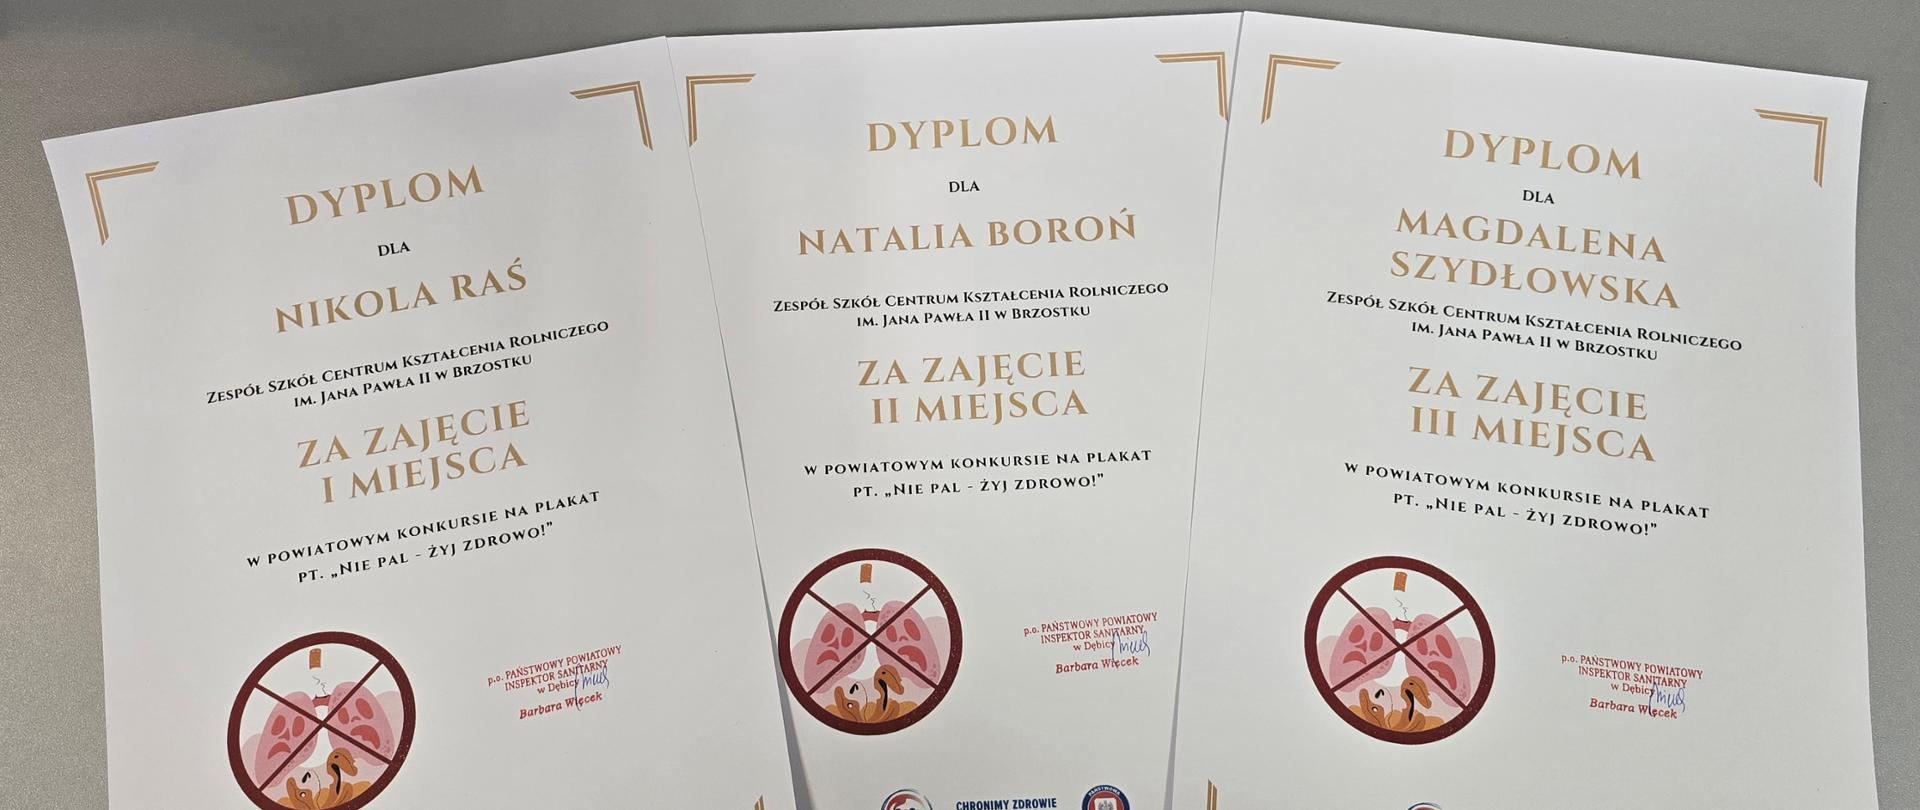 DYPLOM
DLA
NIKOLA RAŚ
ZESPÓŁ SZKÓŁ CENTRUM KSZTAŁCENIA ROLNICZEGO
IM. JANA PAWŁA II W BRZOSTKU
ZA ZAJĘCIE
I MIEJSCA
W POWIATOWYM KONKURSIE NA PLAKAT
PT. „NIE PAL - ŻYJ ZDROWO!”
p.o. PAŃSTWOWY POWIATOWY
INSPEKTOR SANITARNY
w Dębicy
Barbara Więcek
DYPLOM
DLA
NATALIA BOROŃ
ZESPÓŁ SZKÓŁ CENTRUM KSZTAŁCENIA ROLNICZEGO
IM. JANA PAWŁA II W BRZOSTKU
ZA ZAJĘCIE
II MIEJSCA
W POWIATOWYM KONKURSIE NA PLAKAT
PT. „NIE PAL - ŻYJ ZDROWO!”
p.o. PAŃSTWOWY POWIATOWY
INSPEKTOR SANITARNY
w Dębicy
Barbara Więcek
CHRONIMY ZDROWIE
PAŃSTWOWA
DYPLOM
DLA
MAGDALENA
SZYDŁOWSKA
ZESPÓŁ SZKÓŁ CENTRUM KSZTAŁCENIA ROLNICZEGO
IM. JANA PAWŁA II W BRZOSTKU
ZA ZAJĘCIE
III MIEJSCA
W POWIATOWYM KONKURSIE NA PLAKAT
PT. „NIE PAL - ŻYJ ZDROWO!”
p.o. PAŃSTWOWY POWIATOWY
INSPEKTOR SANITARNY
w Dębicy
Barbara Więcek